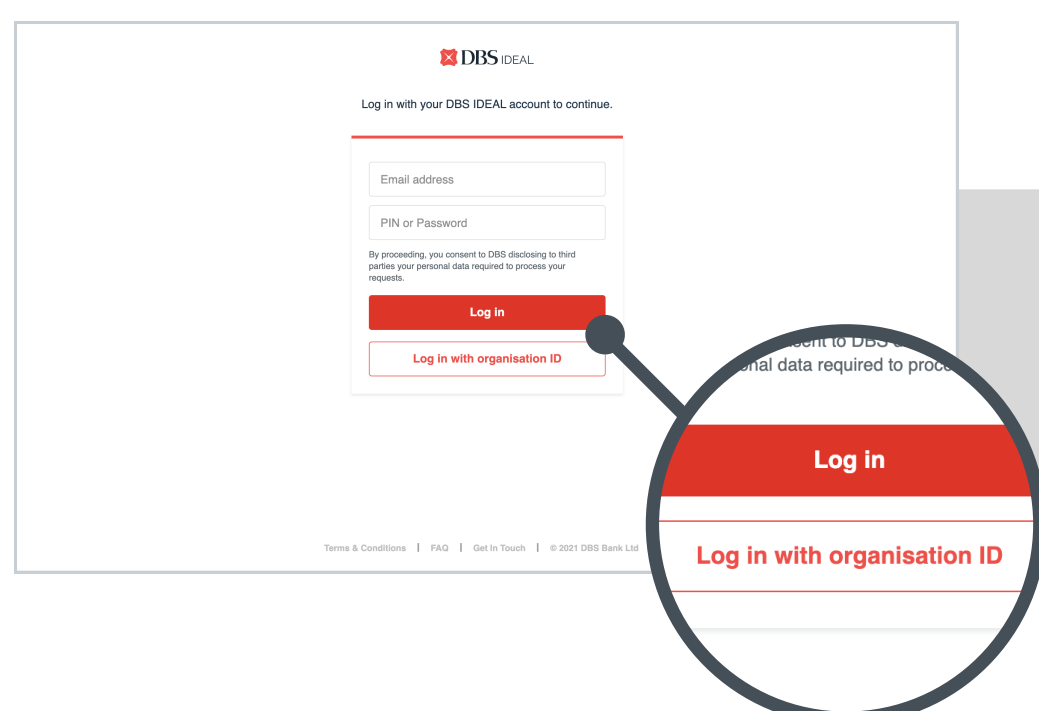 DBS IDEAL
Log in with your DBS IDEAL account to continue.
Email address
PIN or Password
By proceeding, you consent to DBS disclosing to third
parties your personal data required to process your
requests.
Log in
Log in with organisation ID
to DBS
data required to
Log in
Log in with organisation ID
Terms & Conditions | FAQ | Get In Touch | © 2021 DBS Bank Ltd